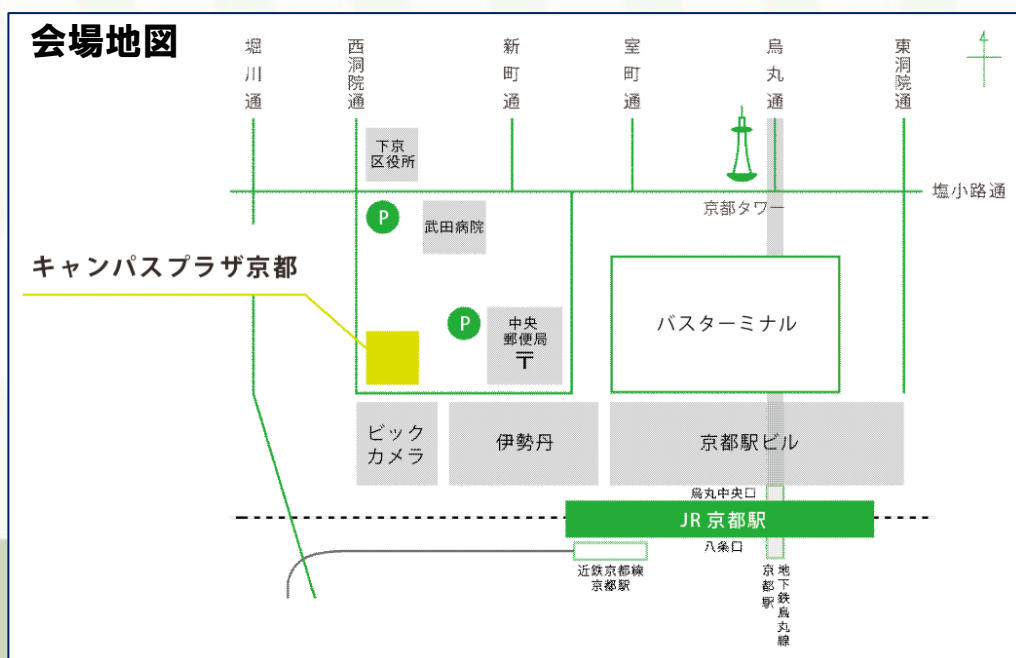 会場地図
堀川通
西洞院通
新町通
室町通
烏丸通
東洞院通
4
下京
区役所
塩小路通
P
武田病院
京都タワー
キャンパスプラザ京都
P
中央
郵便局
〒
バスターミナル
ビック
カメラ
伊勢丹
京都駅ビル
烏丸中央口
JR 京都駅
八条口
近鉄京都線
京都駅
地下鉄烏丸線
京都駅